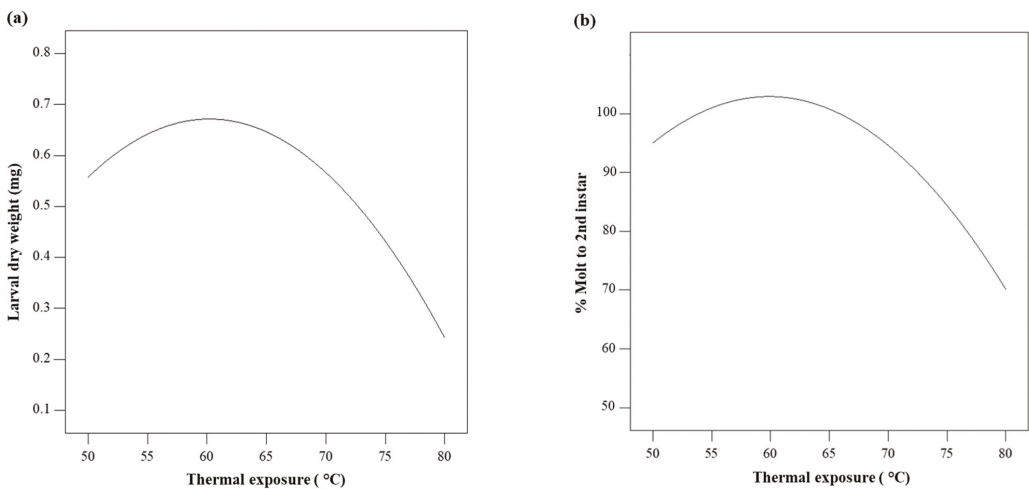 (a)
0.8
0.7
0.6
0.5
0.4
0.3
0.2
0.1
Larval dry weight (mg)
50 55 60 65 70 75 80
Thermal exposure ( °C)
(b)
100
90
80
70
60
50
% Molt to 2nd instar
50 55 60 65 70 75 80
Thermal exposure ( °C)